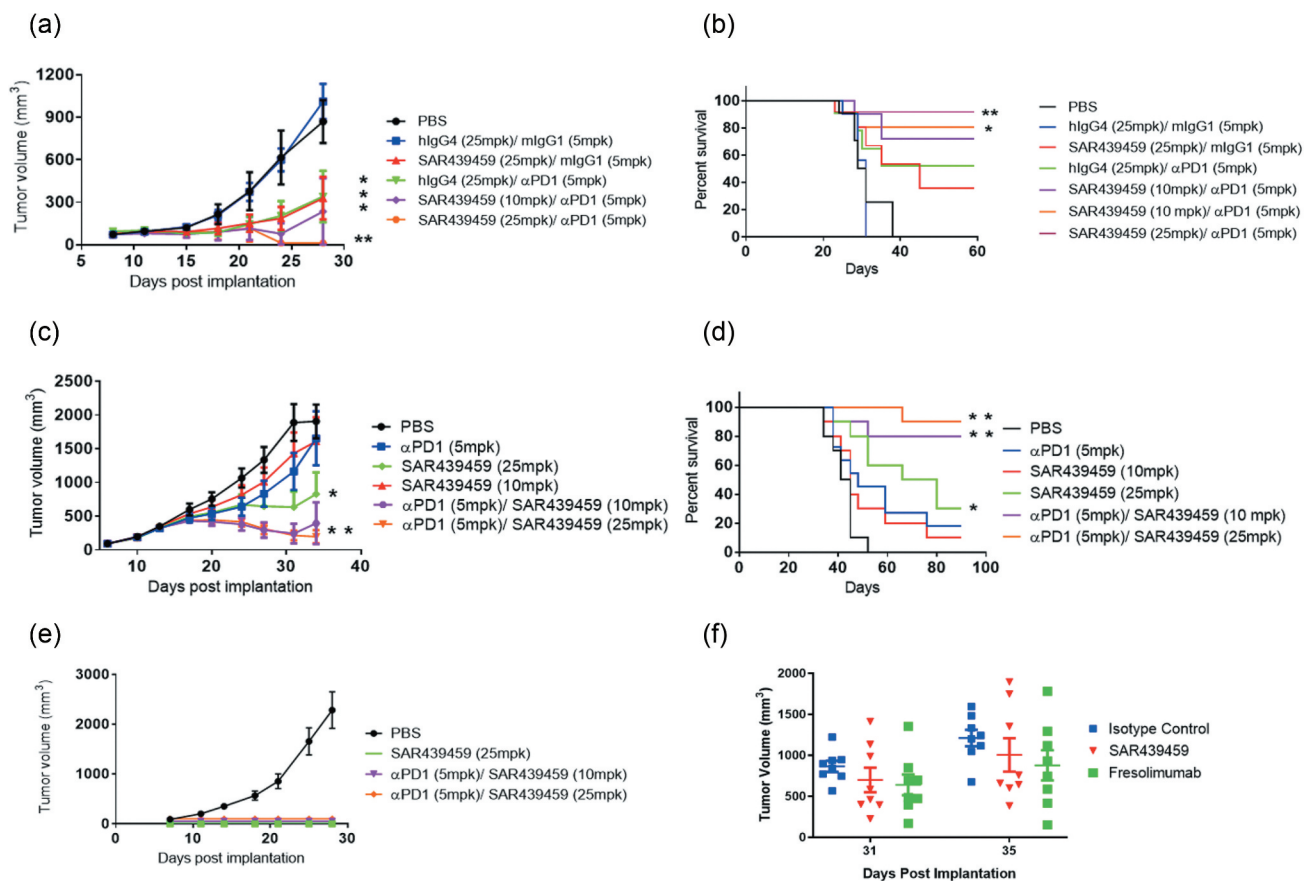 (a)
Tumor volume (mm³)
1200
900
600
300
0
5 10 15 20 25 30
Days post implantation
PBS
hIgG4 (25mpk)/ mIgG1 (5mpk)
SAR439459 (25mpk)/ mIgG1 (5mpk)
hIgG4 (25mpk)/ αPD1 (5mpk)
SAR439459 (10mpk)/ αPD1 (5mpk)
SAR439459 (25mpk)/ αPD1 (5mpk)
*
*
*
**
(b)
Percent survival
100
80
60
40
20
0
0 20 40 60
Days
**
*
PBS
hIgG4 (25mpk)/ mIgG1 (5mpk)
SAR439459 (25mpk)/ mIgG1 (5mpk)
hIgG4 (25mpk)/ αPD1 (5mpk)
SAR439459 (10mpk)/ αPD1 (5mpk)
SAR439459 (10 mpk)/ αPD1 (5mpk)
SAR439459 (25mpk)/ αPD1 (5mpk)
(c)
Tumor volume (mm³)
2500
2000
1500
1000
500
0
10 20 30 40
Days post implantation
PBS
αPD1 (5mpk)
SAR439459 (25mpk)
SAR439459 (10mpk)
αPD1 (5mpk)/ SAR439459 (10mpk)
αPD1 (5mpk)/ SAR439459 (25mpk)
*
* *
(d)
Percent survival
100
80
60
40
20
0
0 20 40 60 80 100
Days
* *
* *
*
PBS
αPD1 (5mpk)
SAR439459 (10mpk)
SAR439459 (25mpk)
αPD1 (5mpk)/ SAR439459 (10 mpk)
αPD1 (5mpk)/ SAR439459 (25mpk)
(e)
Tumor volume (mm³)
3000
2000
1000
0
0 10 20 30
Days post implantation
PBS
SAR439459 (25mpk)
αPD1 (5mpk)/ SAR439459 (10mpk)
αPD1 (5mpk)/ SAR439459 (25mpk)
(f)
Tumor Volume (mm³)
2000
1500
1000
500
0
31 35
Days Post Implantation
Isotype Control
SAR439459
Fresolimumab